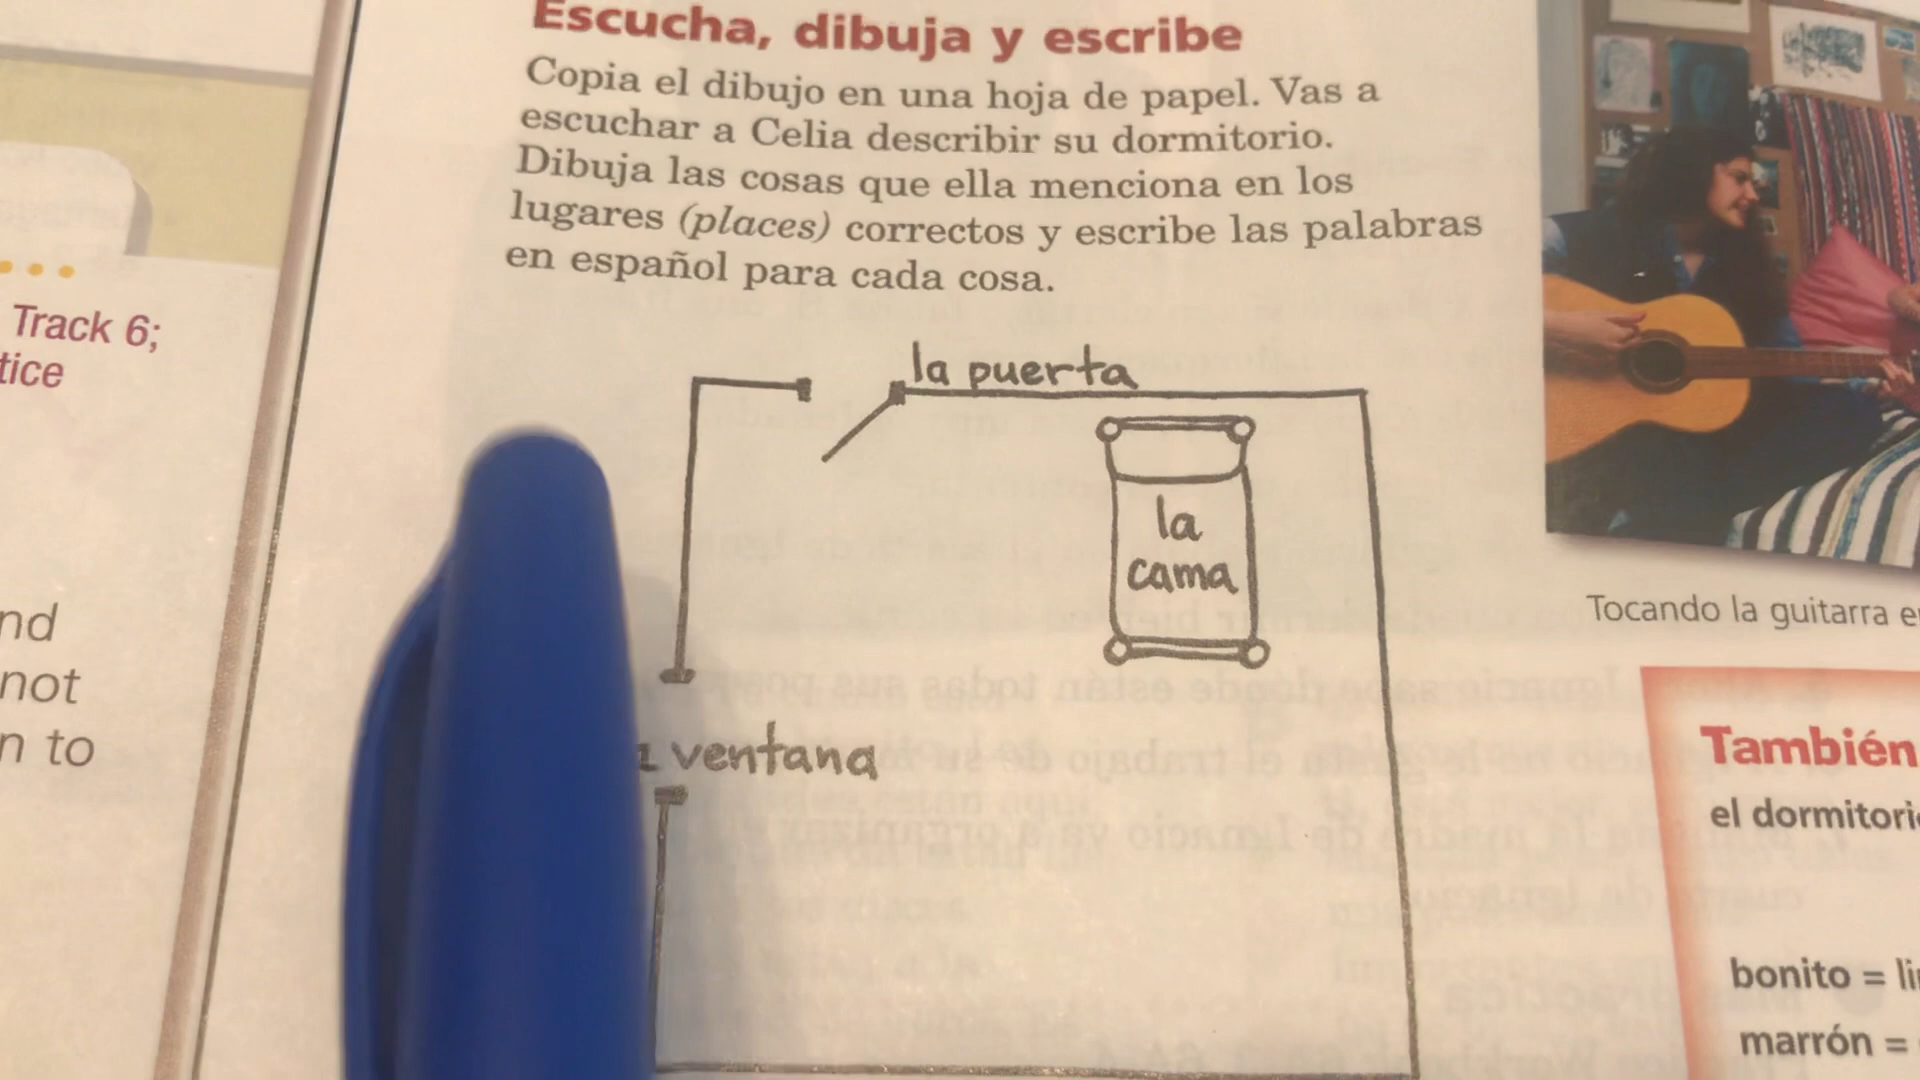 Escucha, dibuja y escribe
Copia el dibujo en una hoja de papel. Vas a
escuchar a Celia describir su dormitorio.
Dibuja las cosas que ella menciona en los
lugares (places) correctos y escribe las palabras
en español para cada cosa.
Track 6;
tice
nd
not
n to
la puerta
la
cama
ventana
Tocando la guitarra
También
el dormitori
bonito =
marrón =